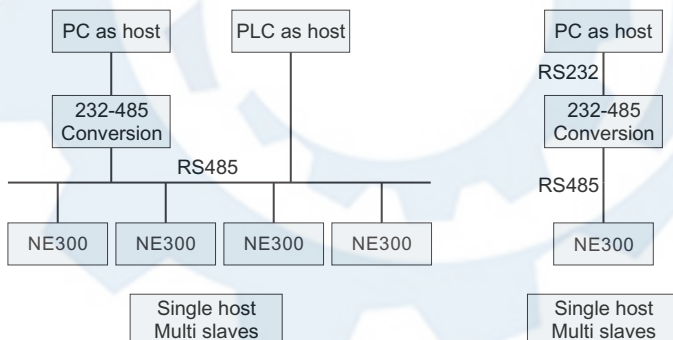 PC as host
PLC as host
PC as host
RS232
232-485
Conversion
232-485
Conversion
RS485
RS485
NE300
NE300
NE300
NE300
NE300
Single host
Multi slaves
Single host
Multi slaves